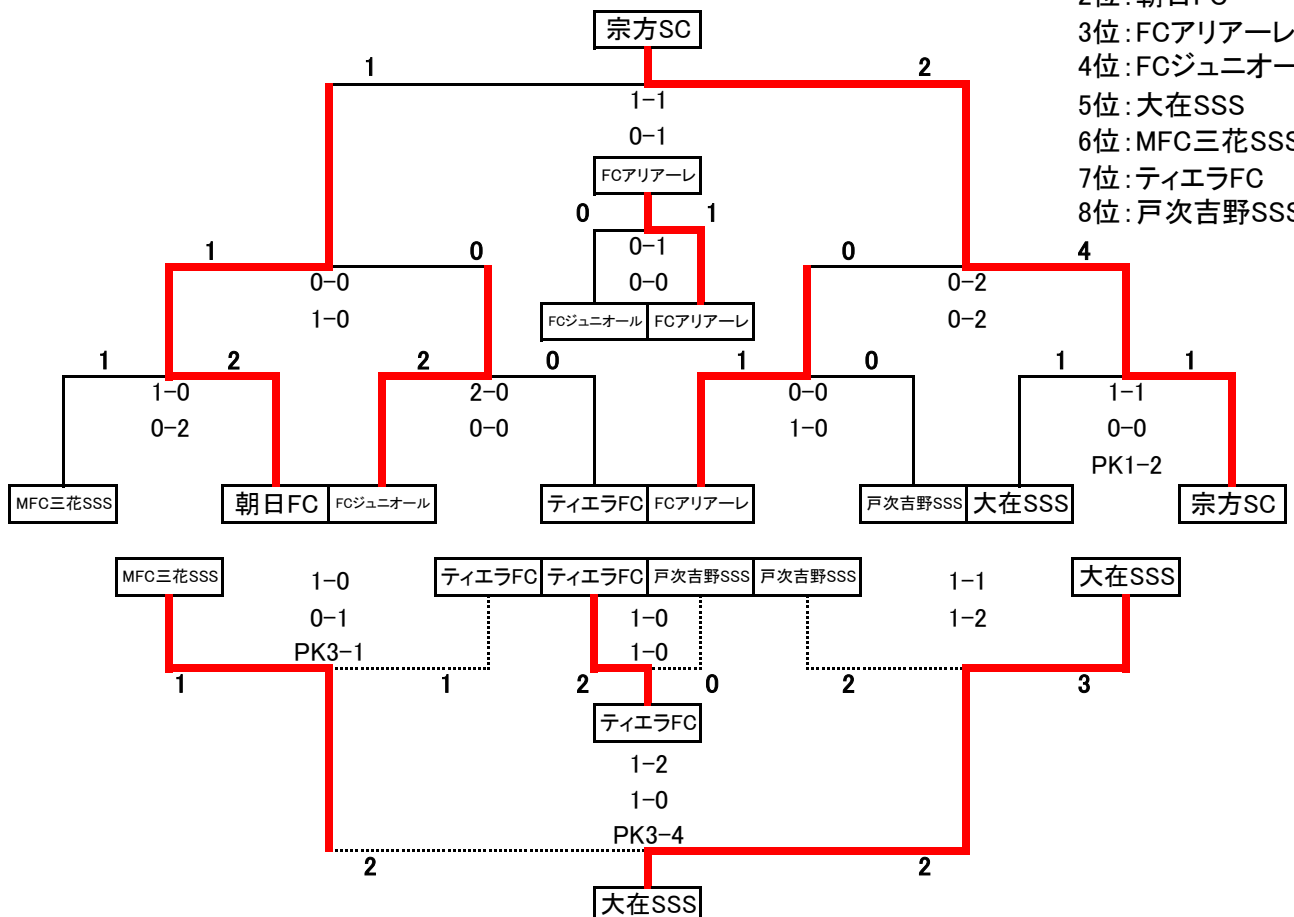 2位：朝日FC
宗方SC
3位：FCアリアーレ
1 2
4位：FCジュニオー
1-1
5位：大在SSS
0-1
6位：MFC三花SSS
FCアリアーレ
7位：ティエラFC
0 1
8位：戸次吉野SSS
1 0 0-1 0 4
0-0 0-0 0-2
1-0 FCジュニオール FCアリアーレ 0-2
1 2 2 0 1 0 1 1
1-0 2-0 0-0 1-1
0-2 0-0 1-0 0-0
PK1-2
MFC三花SSS 朝日FC FCジュニオール ティエラFC FCアリアーレ 戸次吉野SSS 大在SSS 宗方SC
MFC三花SSS 1-0 ティエラFC ティエラFC 戸次吉野SSS 戸次吉野SSS 1-1 大在SSS
0-1 1-0 1-2
PK3-1 1-0
1 1 2 0 2 3
ティエラFC
1-2
1-0
PK3-4
2 2
大在SSS